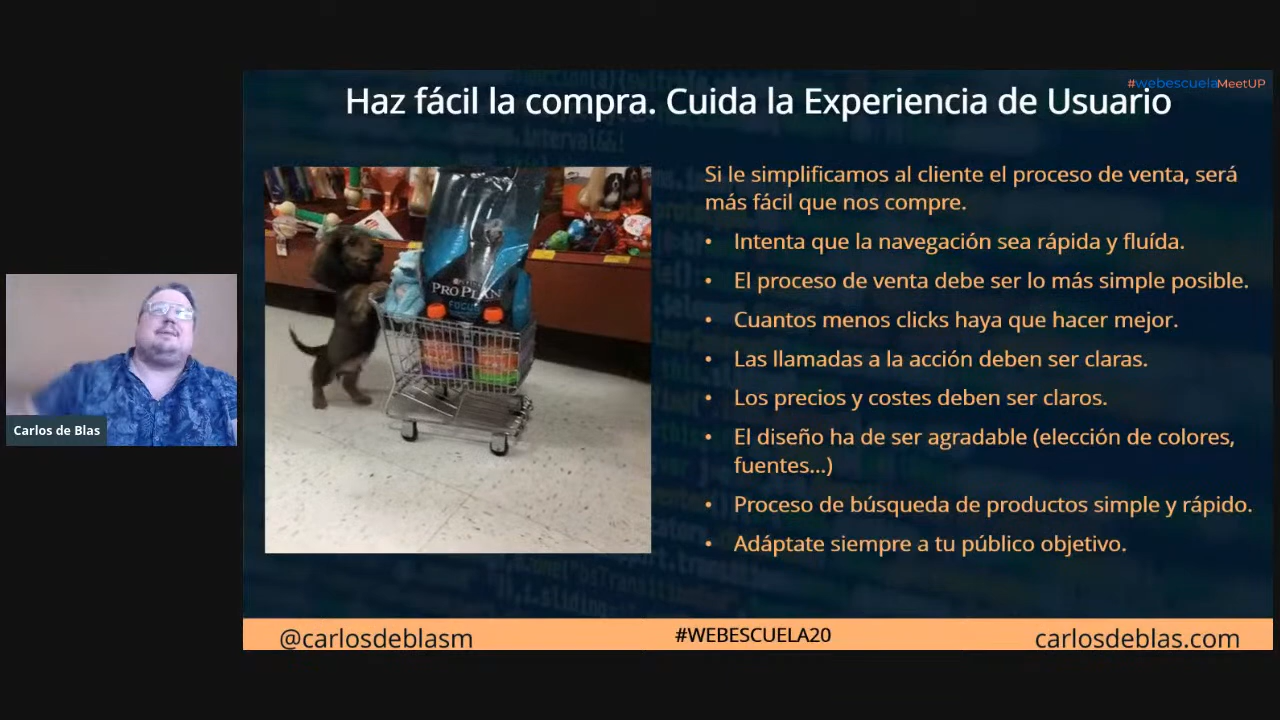 #webescuelaMeetUP
Haz fácil la compra. Cuida la Experiencia de Usuario
Si le simplificamos al cliente el proceso de venta, será
más fácil que nos compre.
• Intenta que la navegación sea rápida y fluída.
• El proceso de venta debe ser lo más simple posible.
• Cuantos menos clicks haya que hacer mejor.
• Las llamadas a la acción deben ser claras.
• Los precios y costes deben ser claros.
• El diseño ha de ser agradable (elección de colores,
fuentes...)
• Proceso de búsqueda de productos simple y rápido.
• Adáptate siempre a tu público objetivo.
PRO PLAN
FOCUS
Carlos de Blas
@carlosdeblasm
#WEBESCUELA20
carlosdeblas.com